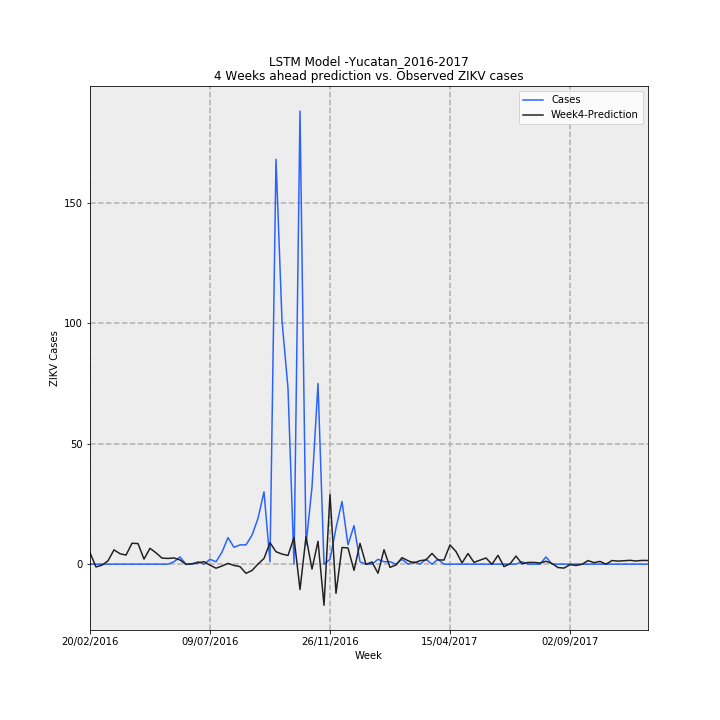 LSTM Model -Yucatan_2016-2017
4 Weeks ahead prediction vs. Observed ZIKV cases
Cases
Week4-Prediction
150
100
50
0
ZIKV Cases
20/02/2016
09/07/2016
26/11/2016
15/04/2017
02/09/2017
Week